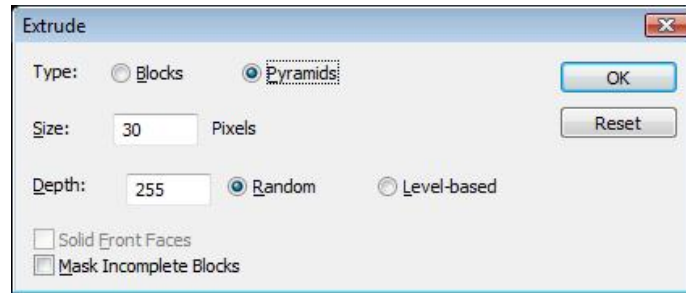 Extrude
Type: Blocks Pyramids OK
Size: 30 Pixels Reset
Depth: 255 Random Level-based
Solid Front Faces
Mask Incomplete Blocks